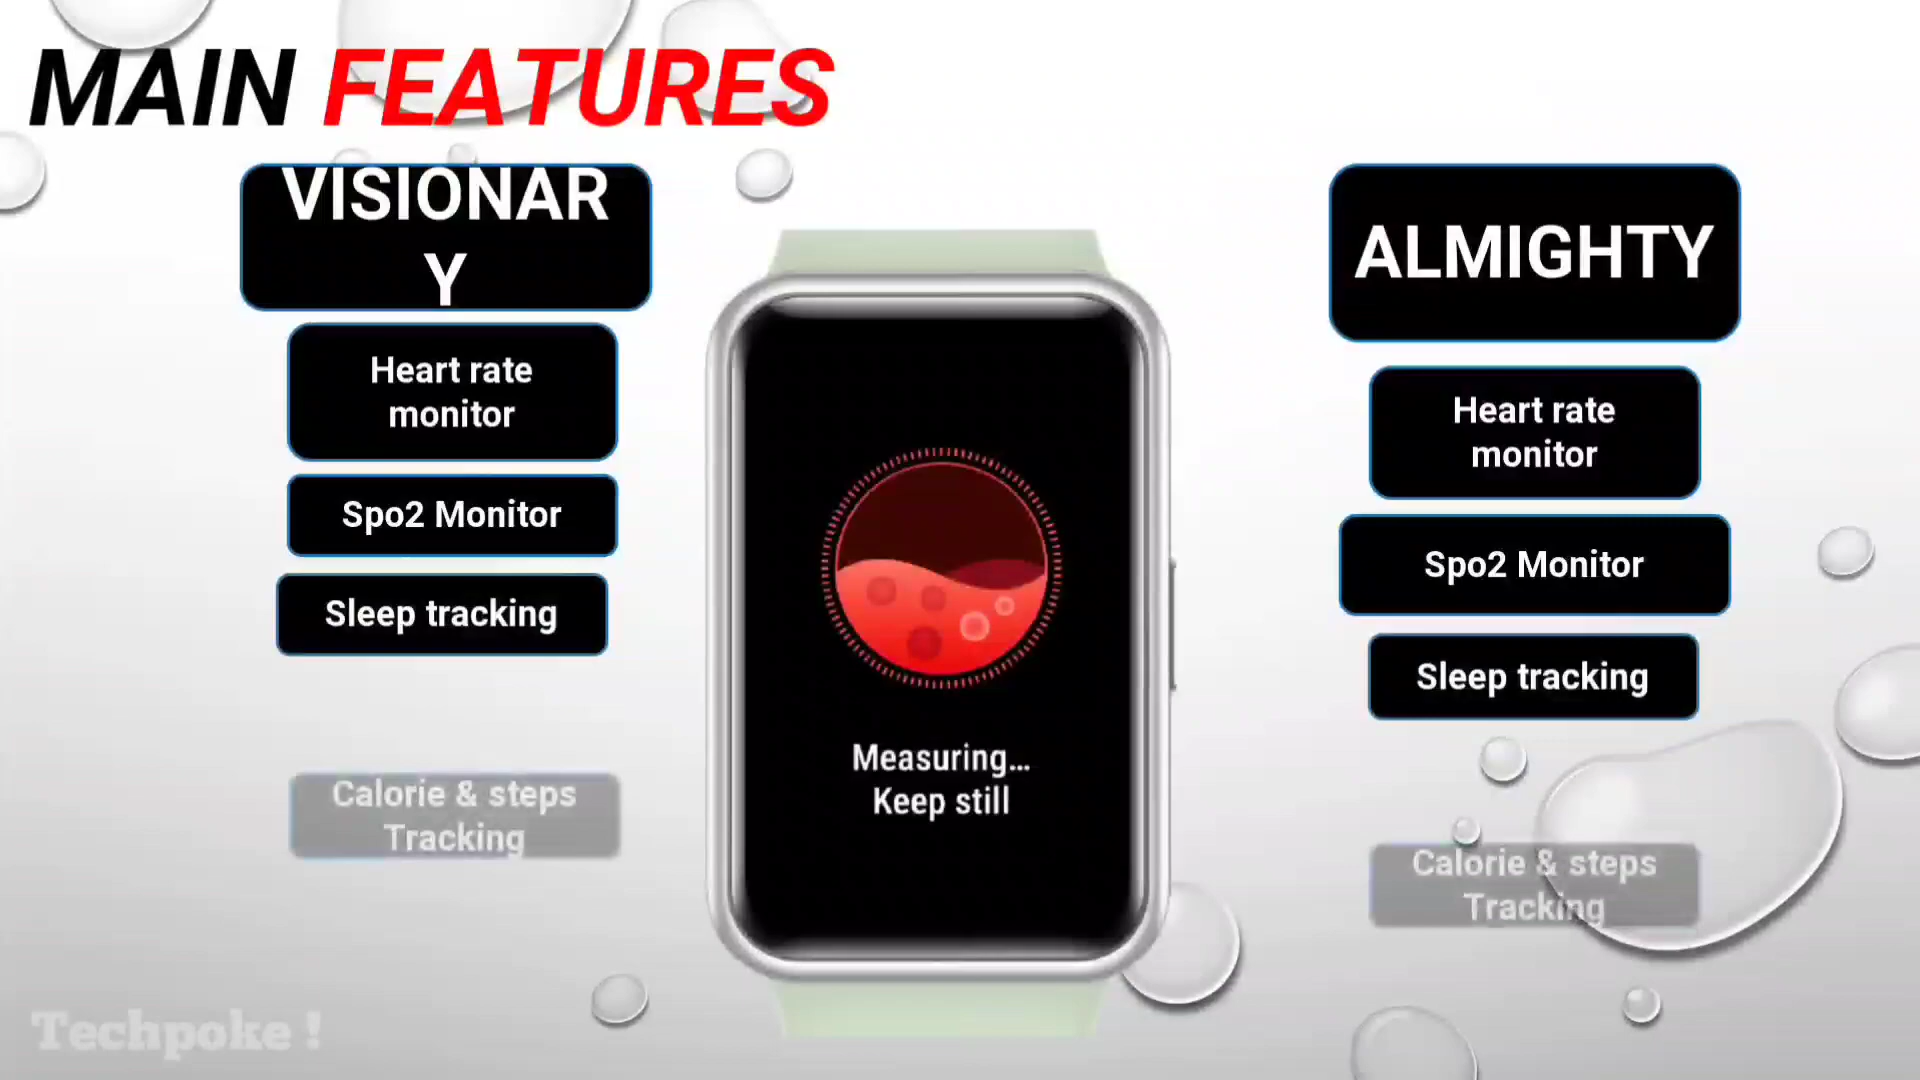 MAIN FEATURES
VISIONAR
Y
Heart rate
monitor
Spo2 Monitor
Sleep tracking
Calorie & steps
Tracking
Measuring...
Keep still
ALMIGHTY
Heart rate
monitor
Spo2 Monitor
Sleep tracking
Calorie & steps
Tracking
Techpoke !